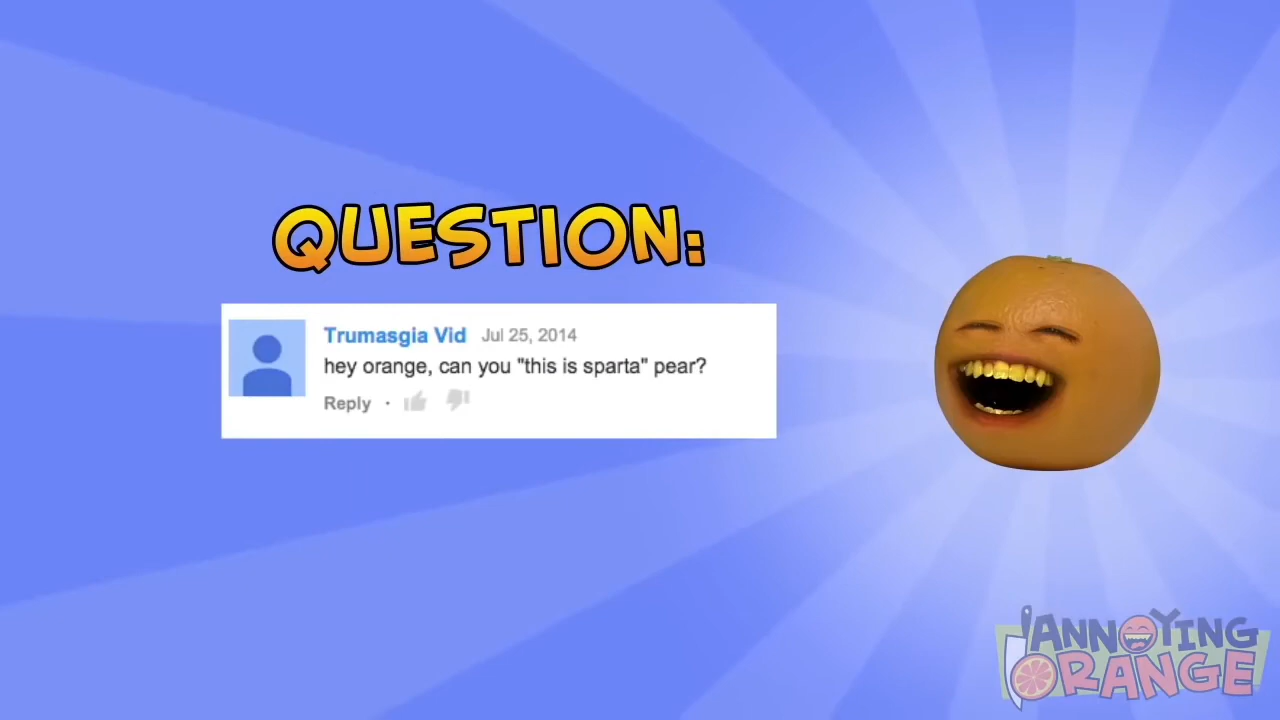 QUESTION:
Trumasgia Vid Jul 25, 2014
hey orange, can you "this is sparta" pear?
Reply ·
ANNOYING
ORANGE